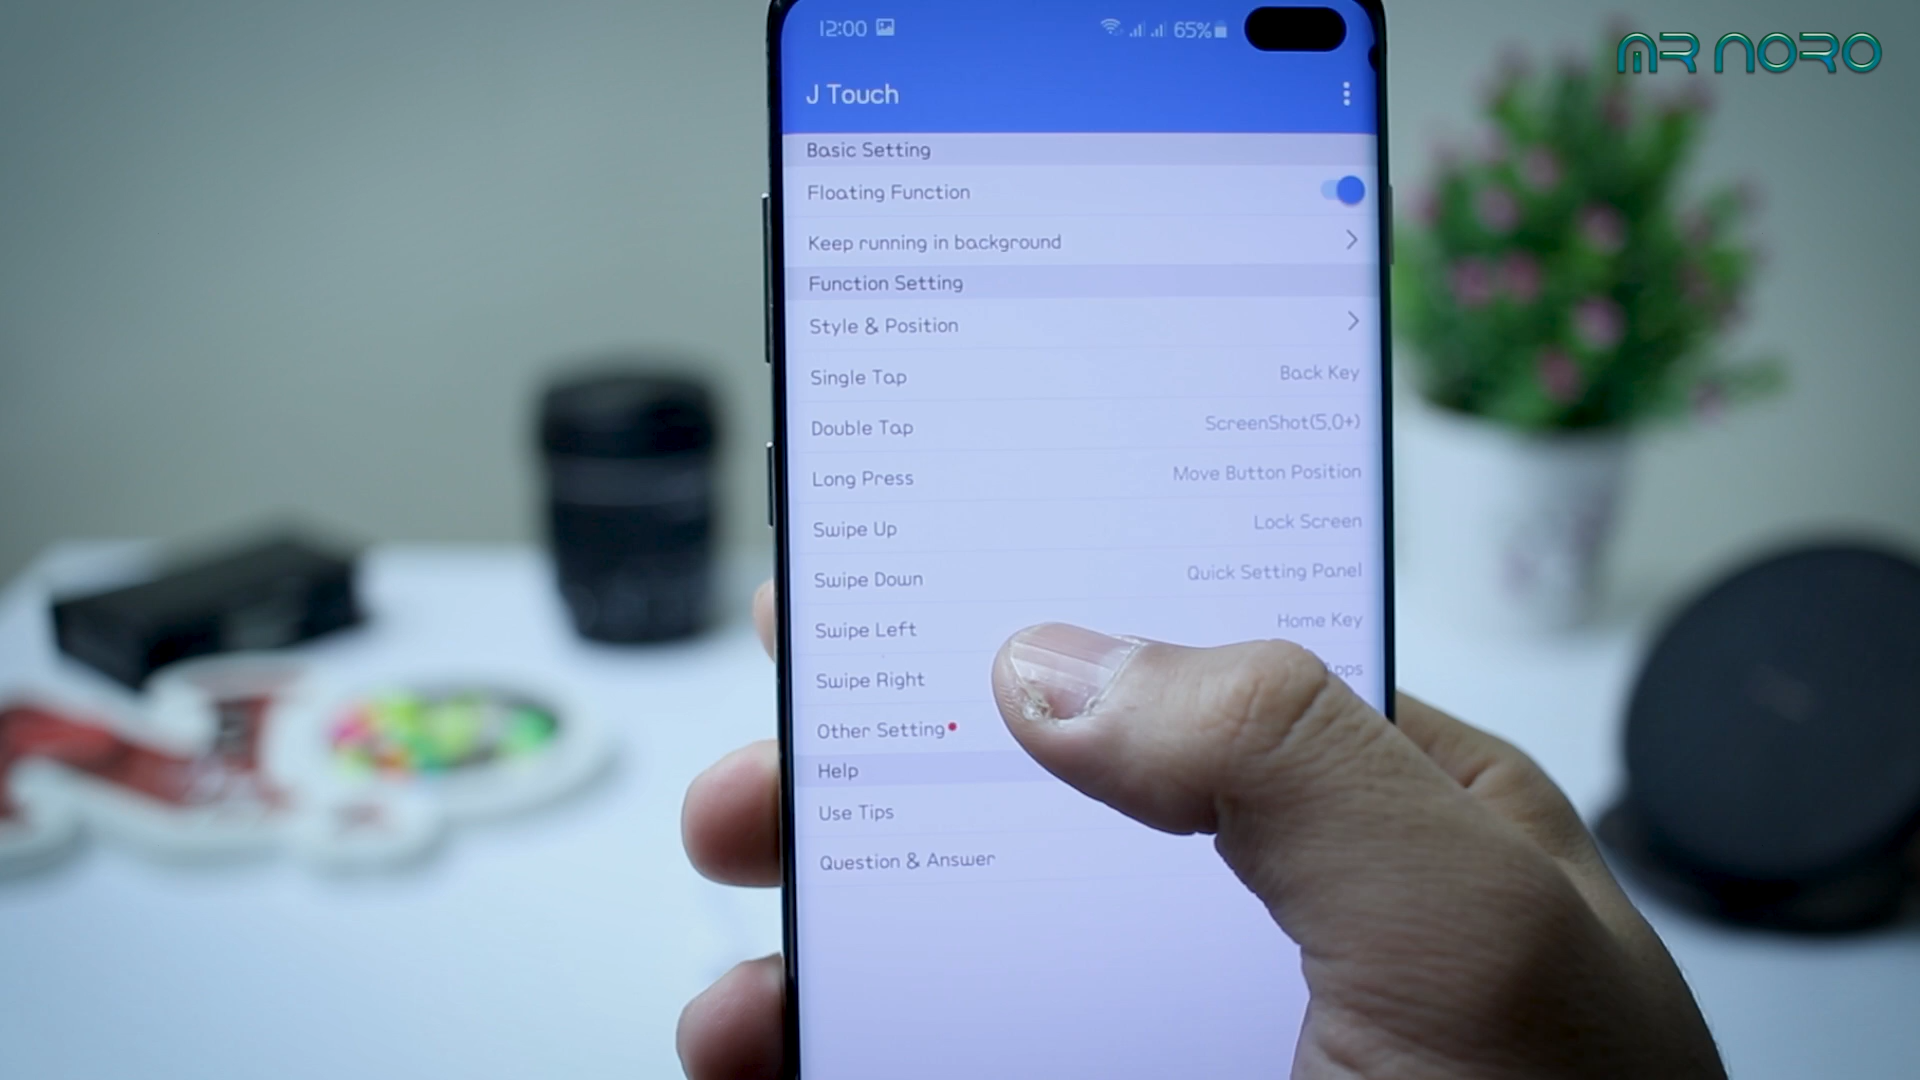 MR NORO
12:00 65%
J Touch
Basic Setting
Floating Function
Keep running in background
Function Setting
Style & Position
Single Tap Back Key
Double Tap ScreenShot(5.0+)
Long Press Move Button Position
Swipe Up Lock Screen
Swipe Down Quick Setting Panel
Swipe Left Home Key
Swipe Right Apps
Other Setting
Help
Use Tips
Question & Answer